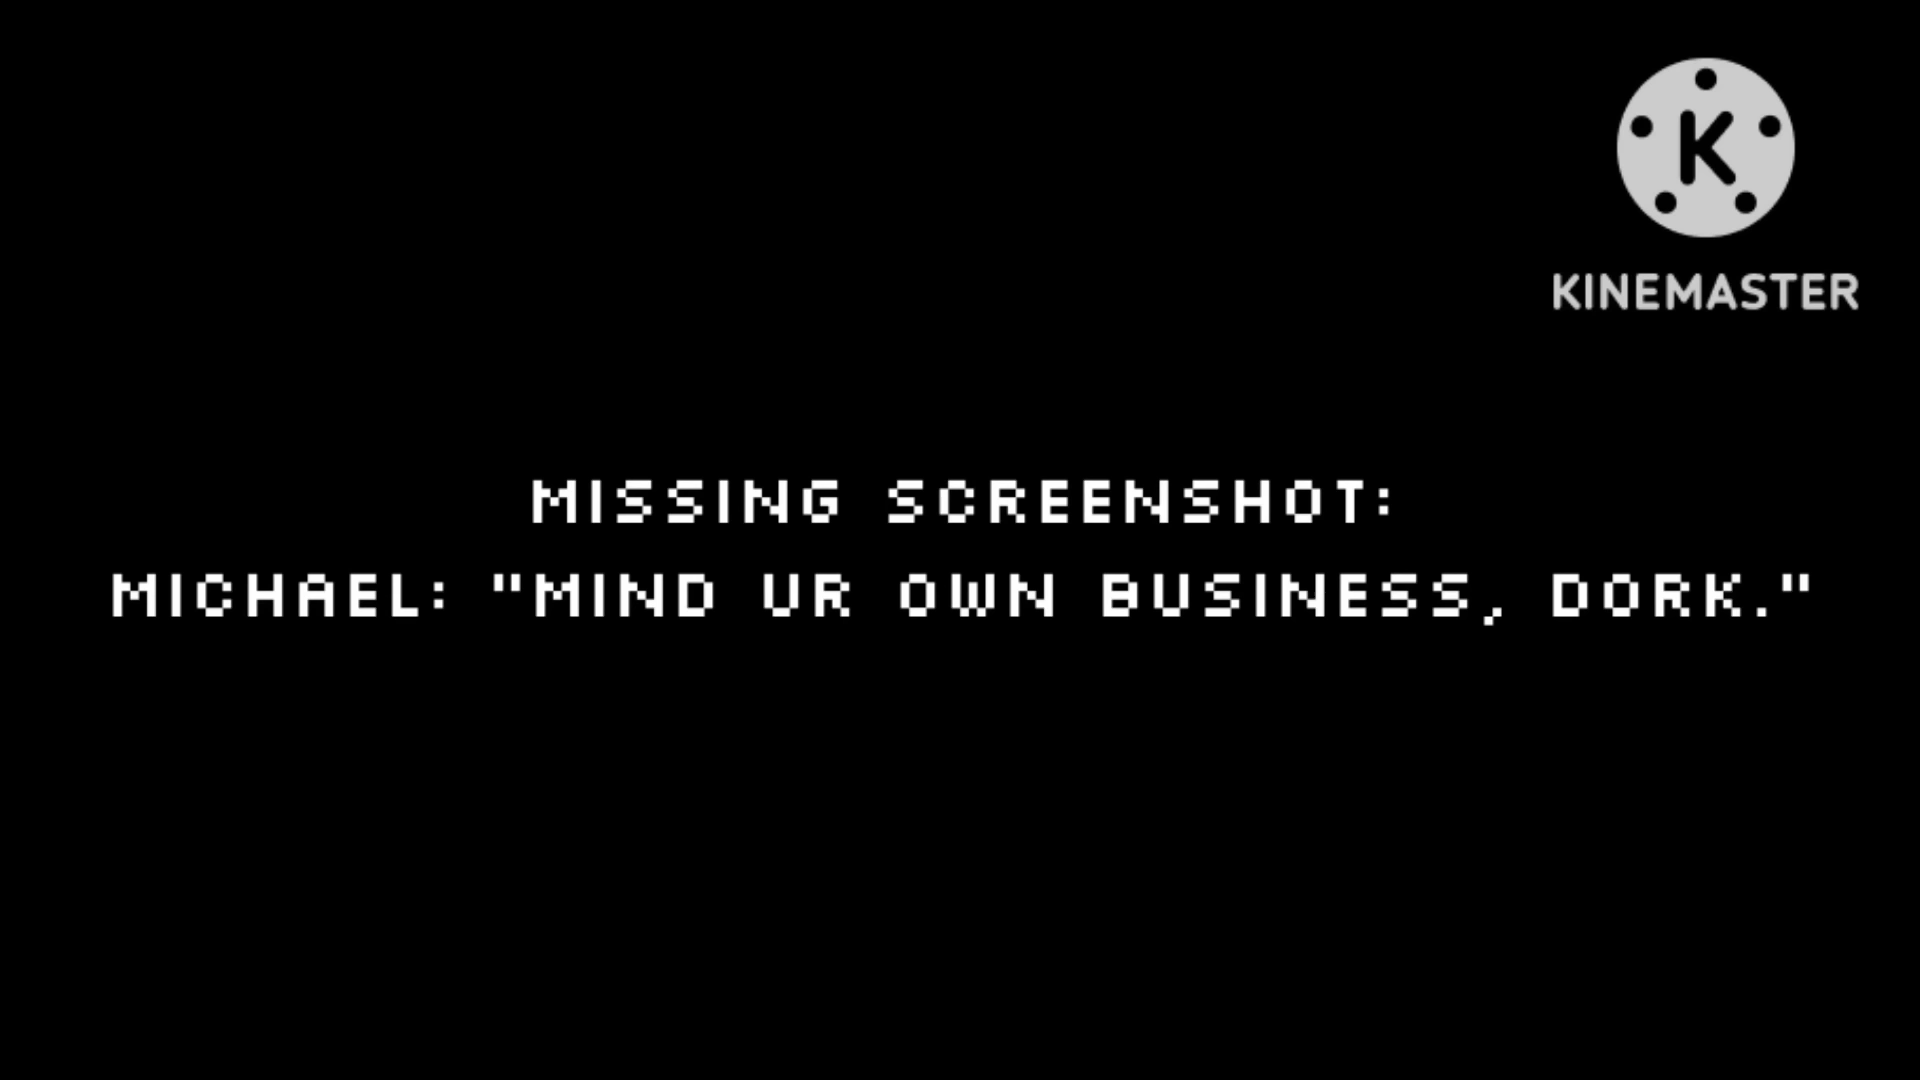 K
KINEMASTER
MISSING SCREENSHOT:
MICHAEL: "MIND UR OWN BUSINESS, DORK."